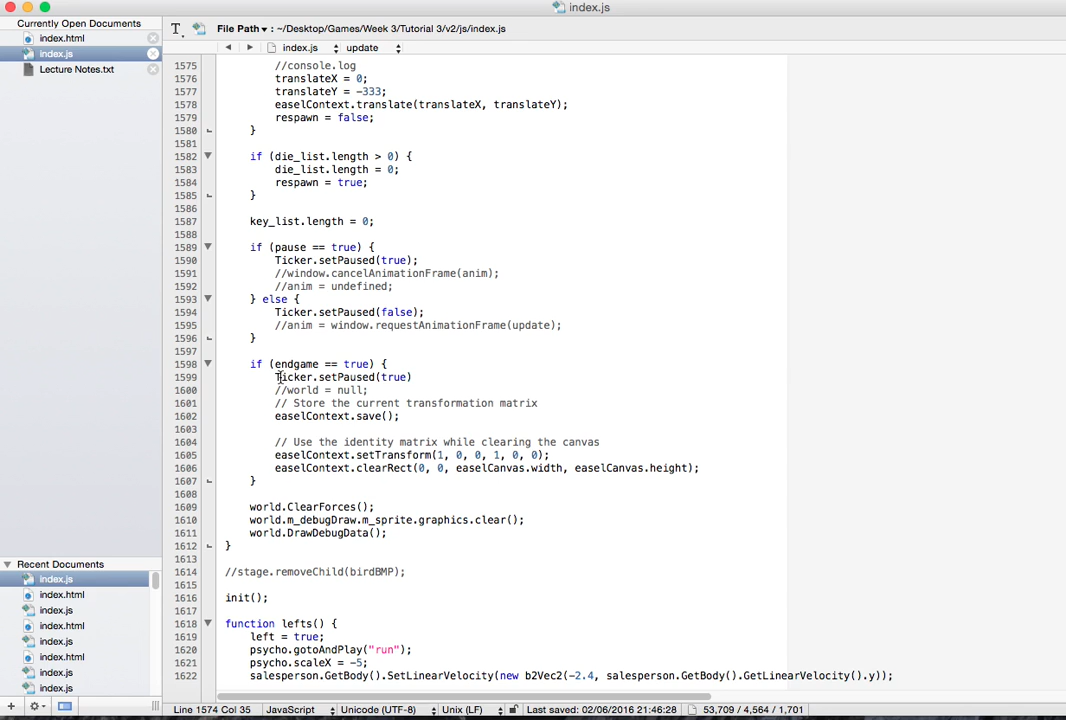 index.js
Currently Open Documents
index.html
index.js
Lecture Notes.txt
File Path ▾ : ~/Desktop/Games/Week 3/Tutorial 3/v2/js/index.js
index.js
update
1575 //console.log
1576 translateX = 0;
1577 translateY = -333;
1578 easelContext.translate(translateX, translateY);
1579 respawn = false;
1580 }
1581
1582 if (die_list.length > 0) {
1583 die_list.length = 0;
1584 respawn = true;
1585 }
1586
1587 key_list.length = 0;
1588
1589 if (pause == true) {
1590 Ticker.setPaused(true);
1591 //window.cancelAnimationFrame(anim);
1592 //anim = undefined;
1593 } else {
1594 Ticker.setPaused(false);
1595 //anim = window.requestAnimationFrame(update);
1596 }
1597
1598 if (endgame == true) {
1599 Ticker.setPaused(true)
1600 //world = null;
1601 // Store the current transformation matrix
1602 easelContext.save();
1603
1604 // Use the identity matrix while clearing the canvas
1605 easelContext.setTransform(1, 0, 0, 1, 0, 0);
1606 easelContext.clearRect(0, 0, easelCanvas.width, easelCanvas.height);
1607 }
1608
1609 world.ClearForces();
1610 world.m_debugDraw.m_sprite.graphics.clear();
1611 world.DrawDebugData();
1612 }
1613
1614 //stage.removeChild(birdBMP);
1615
1616 init();
1617
1618 function lefts() {
1619 left = true;
1620 psycho.gotoAndPlay("run");
1621 psycho.scaleX = -5;
1622 salesperson.GetBody().SetLinearVelocity(new b2Vec2(-2.4, salesperson.GetBody().GetLinearVelocity().y));
Recent Documents
index.js
index.html
index.js
index.html
index.js
index.html
index.js
index.js
Line 1574 Col 35
JavaScript
Unicode (UTF-8)
Unix (LF)
Last saved: 02/06/2016 21:46:28
53,709 / 4,564 / 1,701